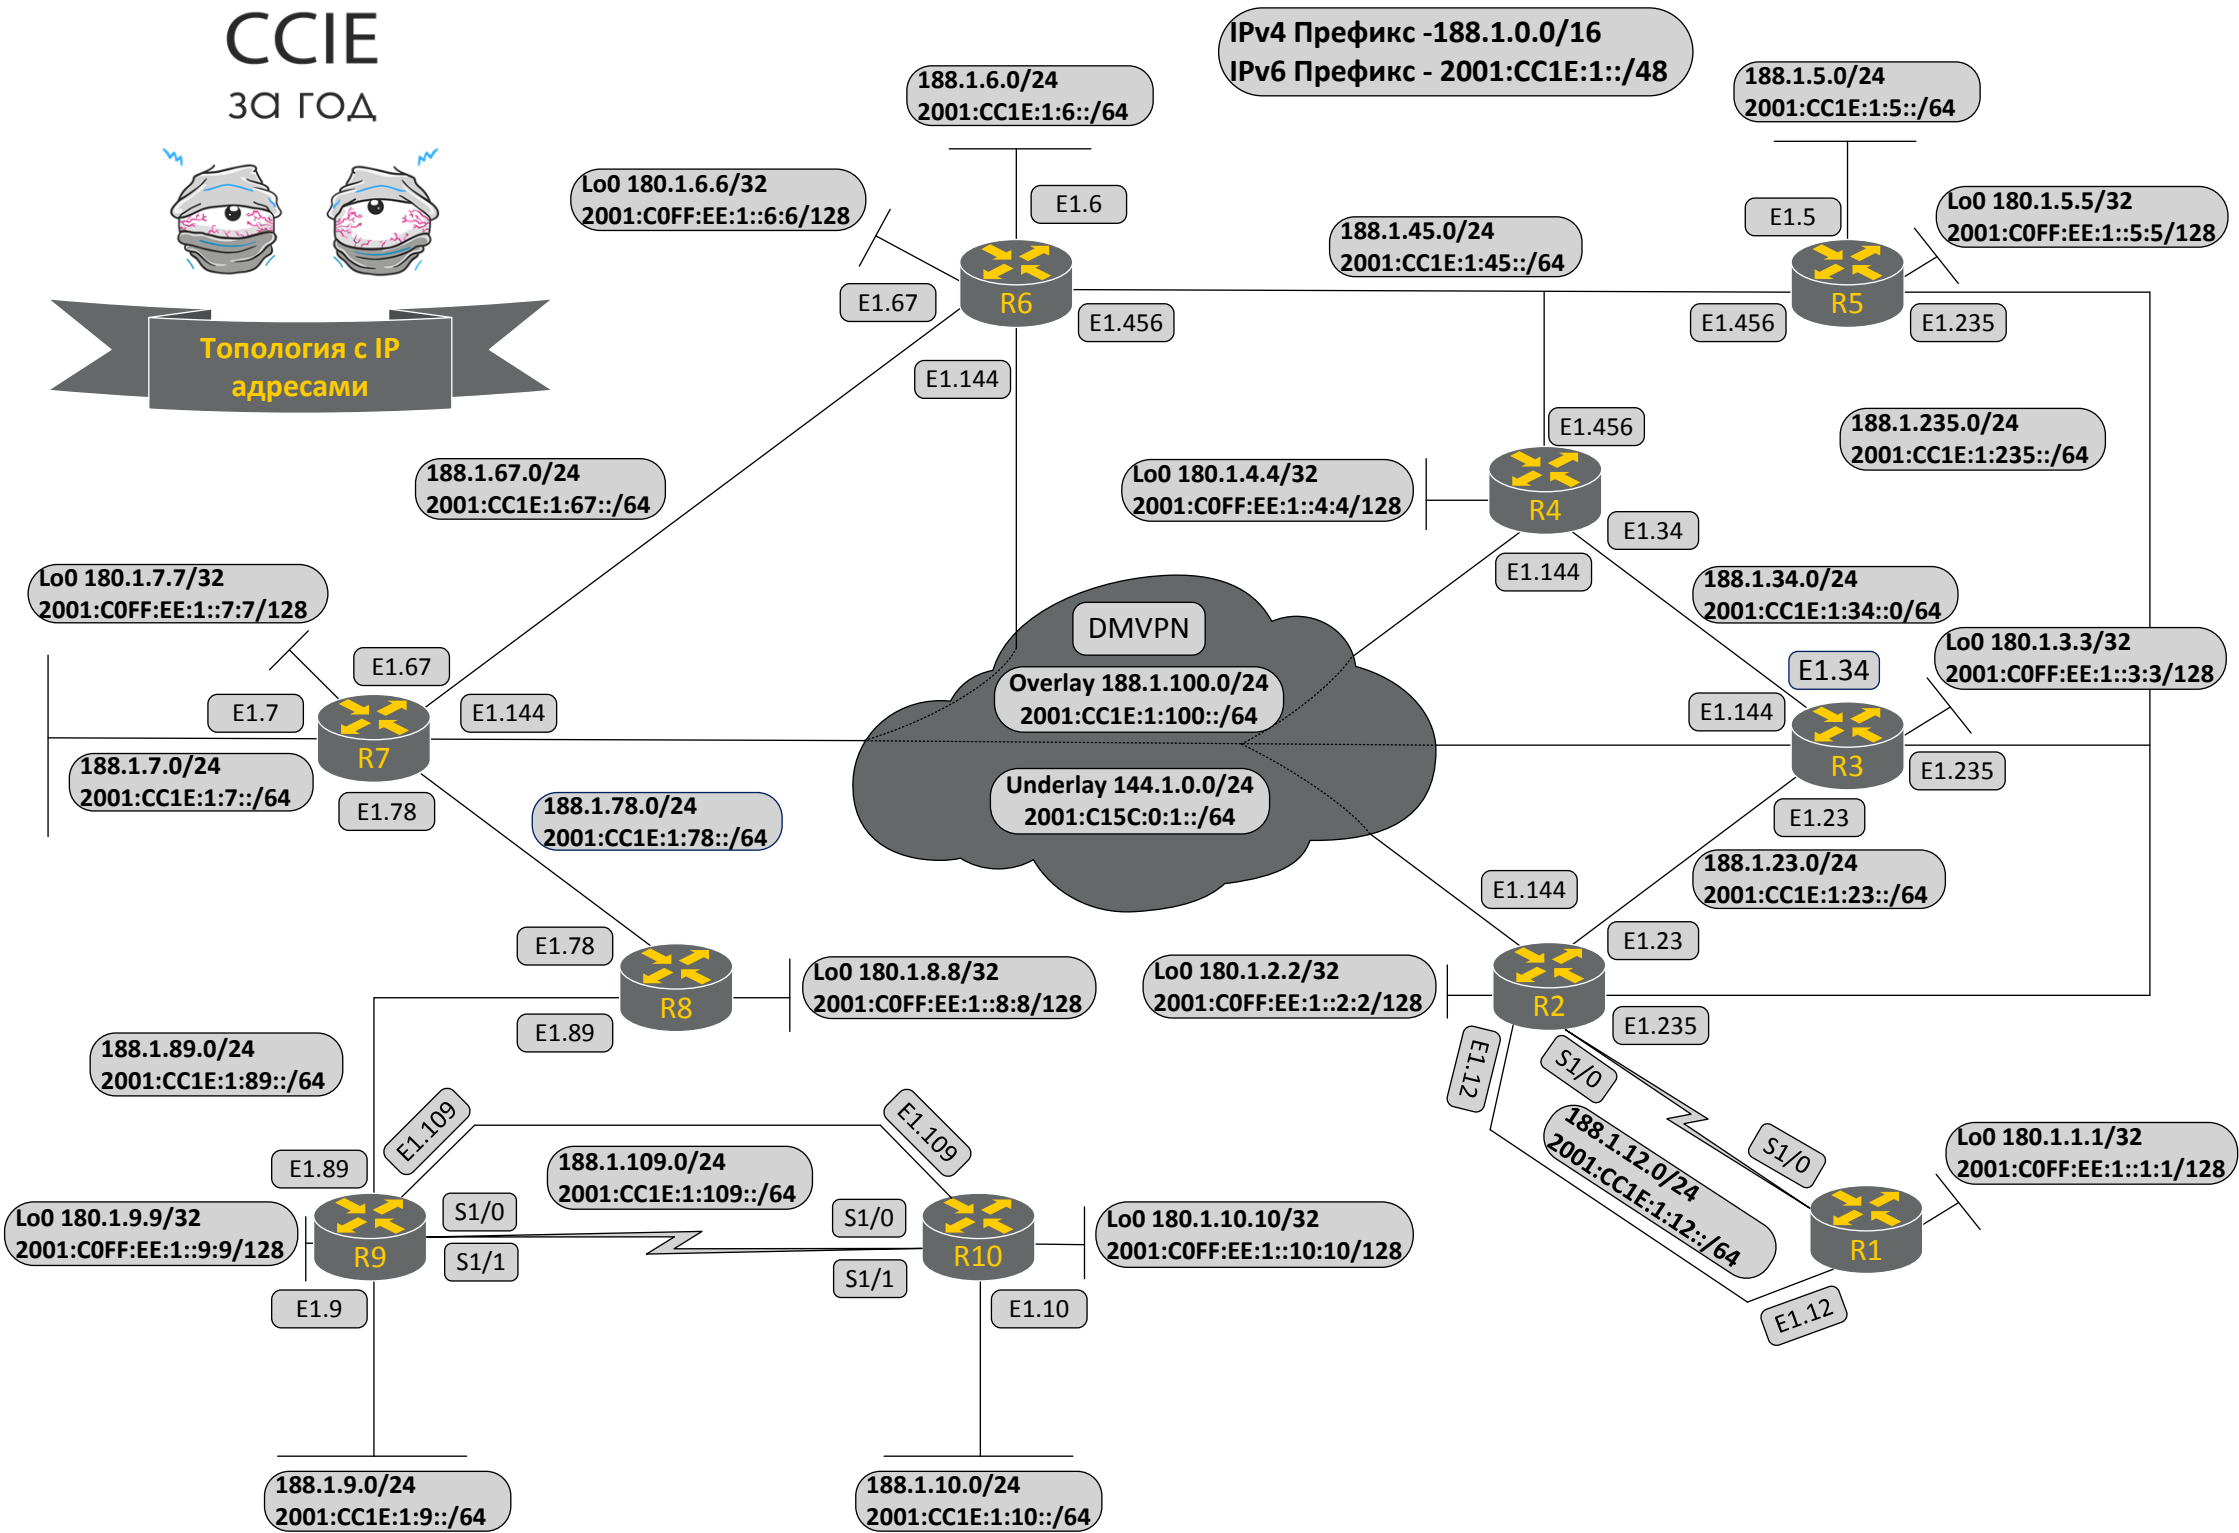 CCIE
за год
Топология с IP
адресами
IPv4 Префикс -188.1.0.0/16
IPv6 Префикс - 2001:CC1E:1::/48
188.1.6.0/24
2001:CC1E:1:6::/64
188.1.5.0/24
2001:CC1E:1:5::/64
Lo0 180.1.6.6/32
2001:C0FF:EE:1::6:6/128
E1.6
188.1.45.0/24
2001:CC1E:1:45::/64
E1.5
Lo0 180.1.5.5/32
2001:C0FF:EE:1::5:5/128
E1.67
R6
E1.456
E1.456
R5
E1.235
E1.144
188.1.67.0/24
2001:CC1E:1:67::/64
E1.456
188.1.235.0/24
2001:CC1E:1:235::/64
Lo0 180.1.4.4/32
2001:C0FF:EE:1::4:4/128
R4
E1.34
E1.144
188.1.34.0/24
2001:CC1E:1:34::0/64
Lo0 180.1.7.7/32
2001:C0FF:EE:1::7:7/128
DMVPN
Overlay 188.1.100.0/24
2001:CC1E:1:100::/64
Underlay 144.1.0.0/24
2001:C15C:0:1::/64
E1.34
Lo0 180.1.3.3/32
2001:C0FF:EE:1::3:3/128
E1.67
E1.7
E1.144
R7
E1.144
R3
E1.235
188.1.7.0/24
2001:CC1E:1:7::/64
E1.78
188.1.78.0/24
2001:CC1E:1:78::/64
E1.23
188.1.23.0/24
2001:CC1E:1:23::/64
E1.144
E1.78
E1.23
R8
Lo0 180.1.8.8/32
2001:C0FF:EE:1::8:8/128
Lo0 180.1.2.2/32
2001:C0FF:EE:1::2:2/128
R2
E1.89
E1.235
188.1.89.0/24
2001:CC1E:1:89::/64
E1.12
S1/0
E1.109
E1.109
188.1.12.0/24
2001:CC1E:1:12::/64
S1/0
Lo0 180.1.1.1/32
2001:C0FF:EE:1::1:1/128
E1.89
188.1.109.0/24
2001:CC1E:1:109::/64
Lo0 180.1.9.9/32
2001:C0FF:EE:1::9:9/128
R9
S1/0
S1/1
S1/0
S1/1
R10
Lo0 180.1.10.10/32
2001:C0FF:EE:1::10:10/128
R1
E1.9
E1.10
E1.12
188.1.9.0/24
2001:CC1E:1:9::/64
188.1.10.0/24
2001:CC1E:1:10::/64